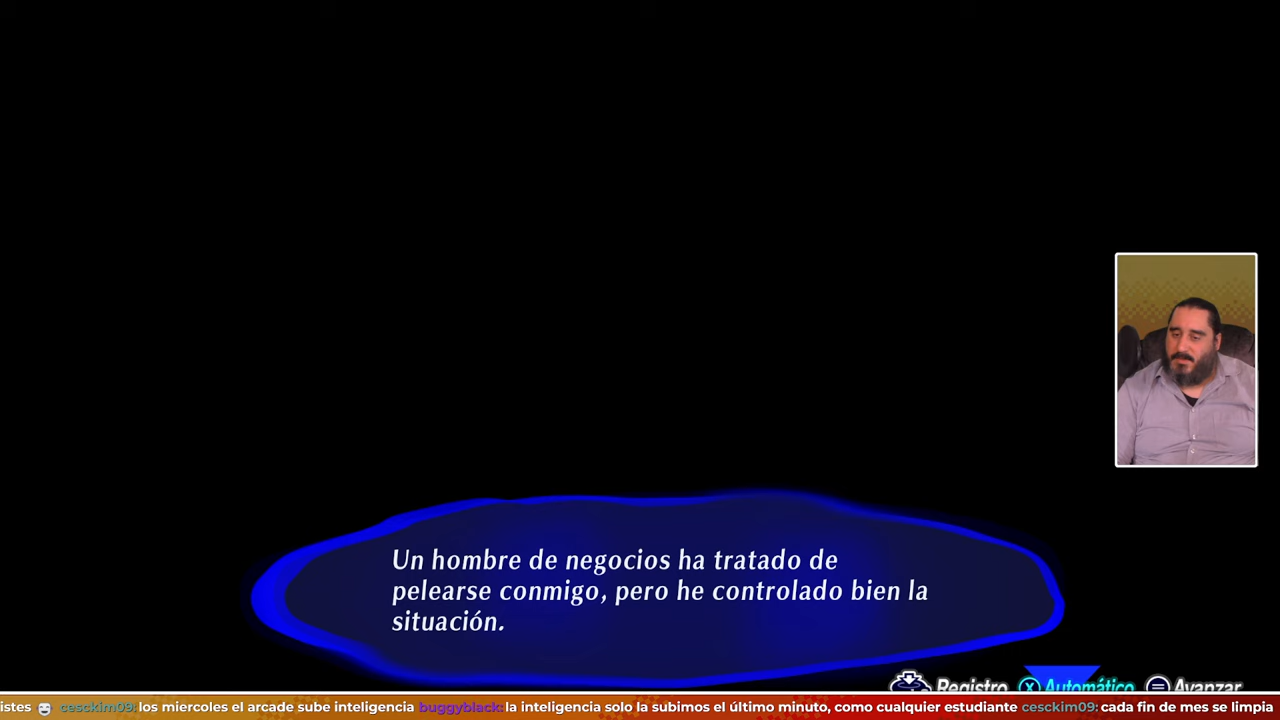 Un hombre de negocios ha tratado de
pelearse conmigo, pero he controlado bien la
situación.
Registro Automático Avanzar
istes cesckim09: los miercoles el arcade sube inteligencia buggyblack: la inteligencia solo la subimos el último minuto, como cualquier estudiante cesckim09: cada fin de mes se limpia